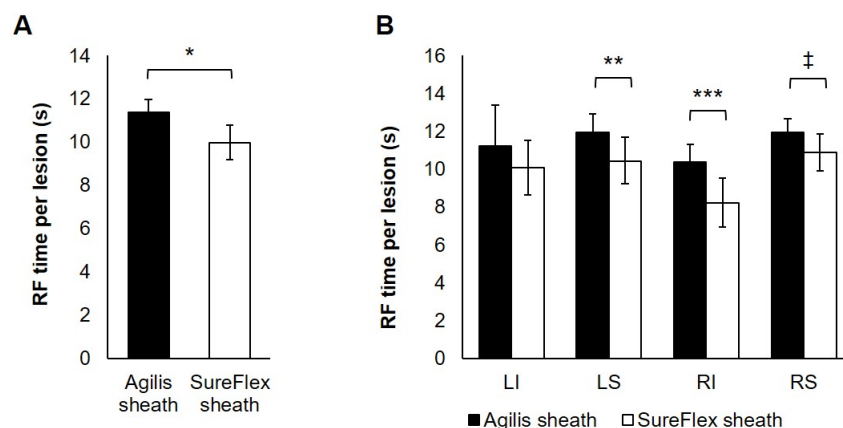 A
RF time per lesion (s)
14
12
10
8
6
4
2
0
*
Agilis
sheath
SureFlex
sheath
B
RF time per lesion (s)
16
14
12
10
8
6
4
2
0
**
***
‡
LI
LS
RI
RS
Agilis sheath
SureFlex sheath